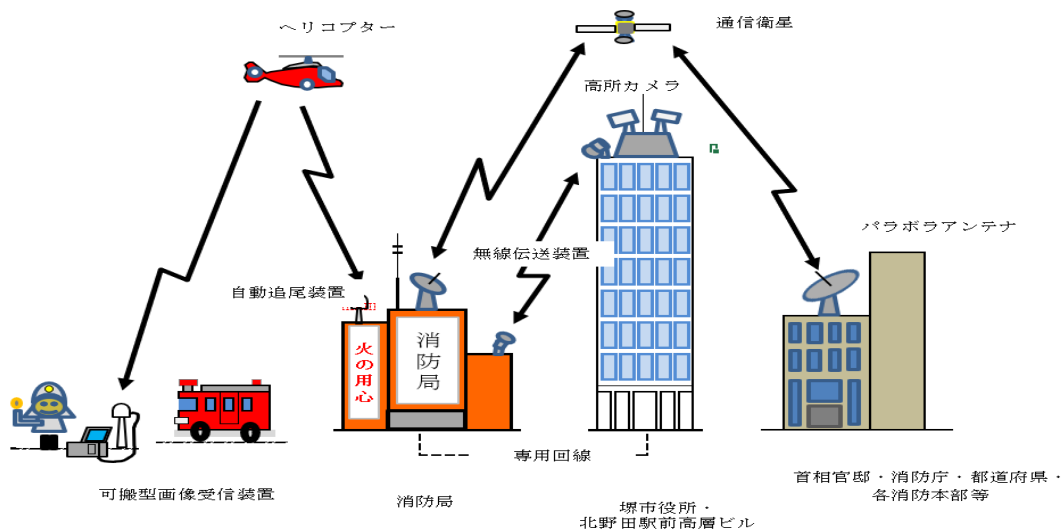 ヘリコプター
通信衛星
高所カメラ
パラボラアンテナ
無線伝送装置
自動追尾装置
火の用心
消防局
専用回線
可搬型画像受信装置
消防局
堺市役所・
北野田駅前高層ビル
首相官邸・消防庁・都道府県・
各消防本部等